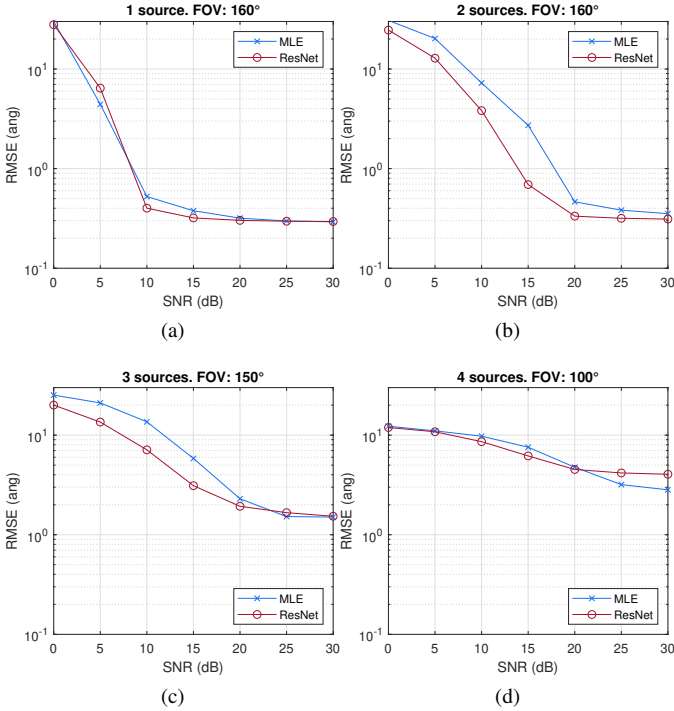 1 source. FOV: 160°
MLE
ResNet
10^1
10^0
10^-1
RMSE (ang)
0 5 10 15 20 25 30
SNR (dB)
(a)
2 sources. FOV: 160°
MLE
ResNet
10^1
10^0
10^-1
RMSE (ang)
0 5 10 15 20 25 30
SNR (dB)
(b)
3 sources. FOV: 150°
10^1
10^0
10^-1
RMSE (ang)
MLE
ResNet
0 5 10 15 20 25 30
SNR (dB)
(c)
4 sources. FOV: 100°
10^1
10^0
10^-1
RMSE (ang)
MLE
ResNet
0 5 10 15 20 25 30
SNR (dB)
(d)